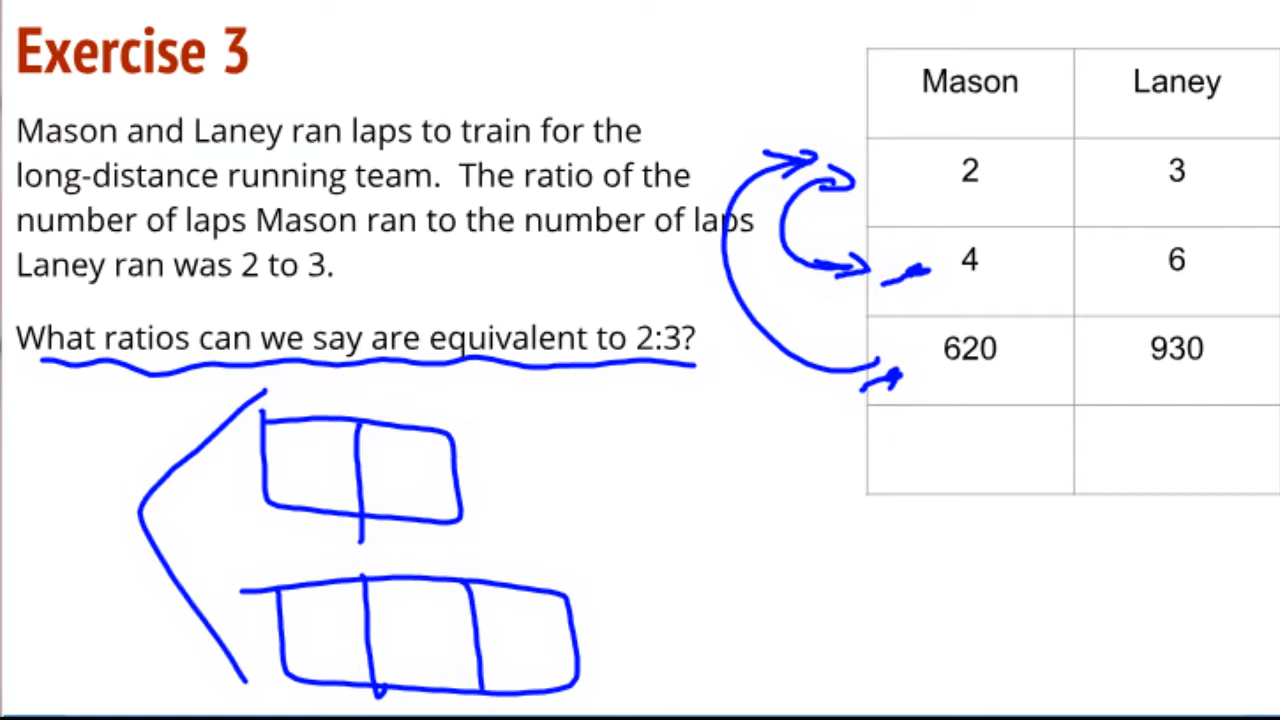 Exercise 3
Mason and Laney ran laps to train for the
long-distance running team. The ratio of the
number of laps Mason ran to the number of laps
Laney ran was 2 to 3.
What ratios can we say are equivalent to 2:3?
Mason Laney
2 3
4 6
620 930